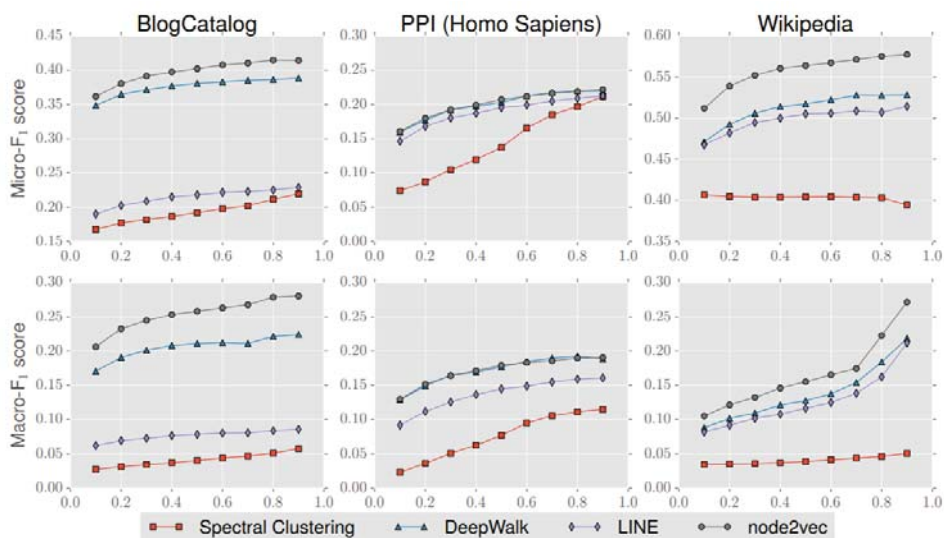 BlogCatalog PPI (Homo Sapiens) Wikipedia
0.45 0.30 0.60
0.40 0.25 0.55
0.35 0.20 0.50
0.30 0.15
0.25 0.10 0.45
0.20 0.05 0.40
0.15 0.00 0.35
Micro-F1 score
0.0 0.2 0.4 0.6 0.8 1.0 0.0 0.2 0.4 0.6 0.8 1.0 0.0 0.2 0.4 0.6 0.8 1.0
0.30 0.30 0.30
0.25 0.25 0.25
0.20 0.20 0.20
0.15 0.15 0.15
0.10 0.10 0.10
0.05 0.05 0.05
0.00 0.00 0.00
Macro-F1 score
0.0 0.2 0.4 0.6 0.8 1.0 0.0 0.2 0.4 0.6 0.8 1.0 0.0 0.2 0.4 0.6 0.8 1.0
Spectral Clustering DeepWalk LINE node2vec